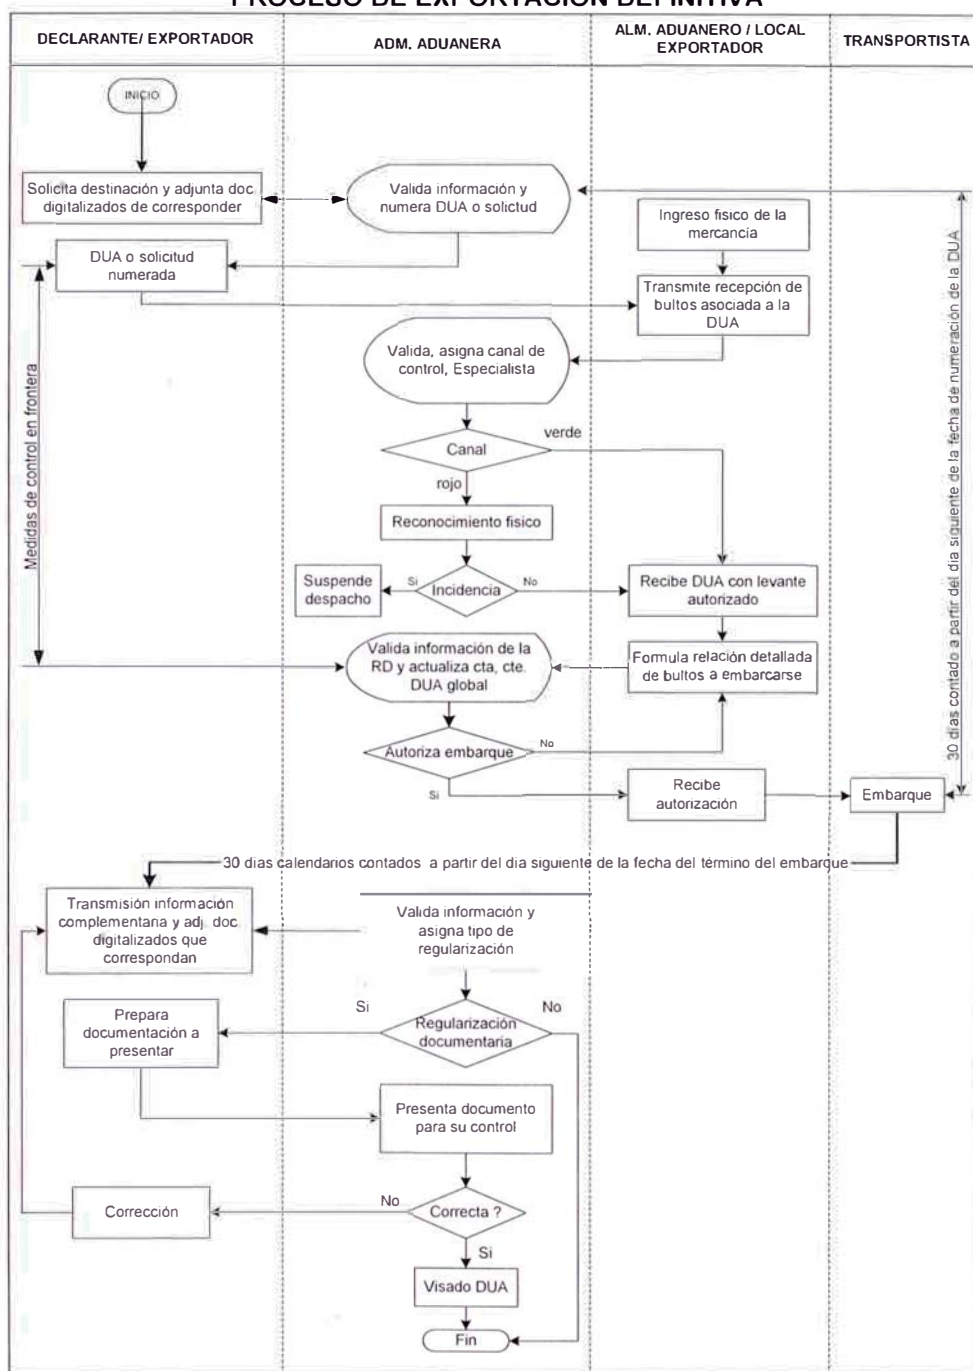 PROCESO DE EXPORTACIÓN DEFINITIVA
DECLARANTE/ EXPORTADOR
ADM. ADUANERA
ALM. ADUANERO / LOCAL
EXPORTADOR
TRANSPORTISTA
INICIO
Solicita destinación y adjunta doc
digitalizados de corresponder
Valida información y
numera DUA o solicitud
Ingreso fisico de la
mercancía
DUA o solicitud
numerada
Transmite recepción de
bultos asociada a la
DUA
Valida, asigna canal de
control, Especialista
Canal
verde
rojo
Reconocimiento fisico
Suspende
despacho
Si
Incidencia
No
Recibe DUA con levante
autorizado
Medidas de control en frontera
30 dias contado a partir del dia siguiente de la fecha de numeración de la DUA
Valida información de la
RD y actualiza cta, cte.
DUA global
Formula relación detallada
de bultos a embarcarse
Autoriza embarque
No
Si
Recibe
autorización
Embarque
30 dias calendarios contados a partir del dia siguiente de la fecha del término del embarque
Transmisión información
complementaria y adj. doc
digitalizados que
correspondan
Valida información y
asigna tipo de
regularización
Si
No
Prepara
documentación a
presentar
Regularización
documentaria
Presenta documento
para su control
Corrección
No
Correcta ?
Si
Visado DUA
Fin